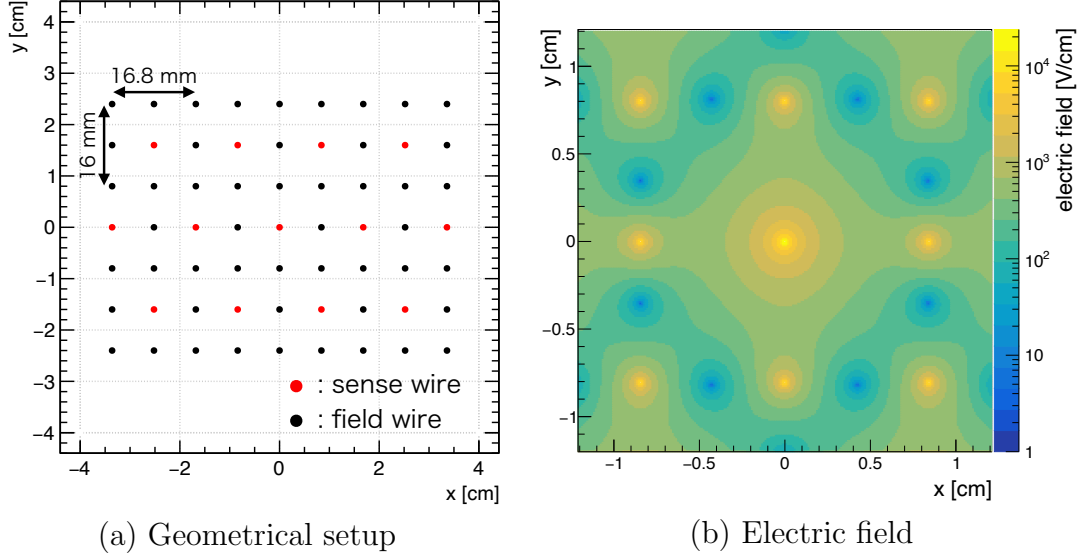 y [cm]
4
3
2
1
0
−1
−2
−3
−4
−4
−2
0
2
4
x [cm]
16.8 mm
16 mm
: sense wire
: field wire
(a) Geometrical setup
y [cm]
1
0.5
0
−0.5
−1
−1
−0.5
0
0.5
1
x [cm]
10⁴
10³
10²
10
1
electric field [V/cm]
(b) Electric field